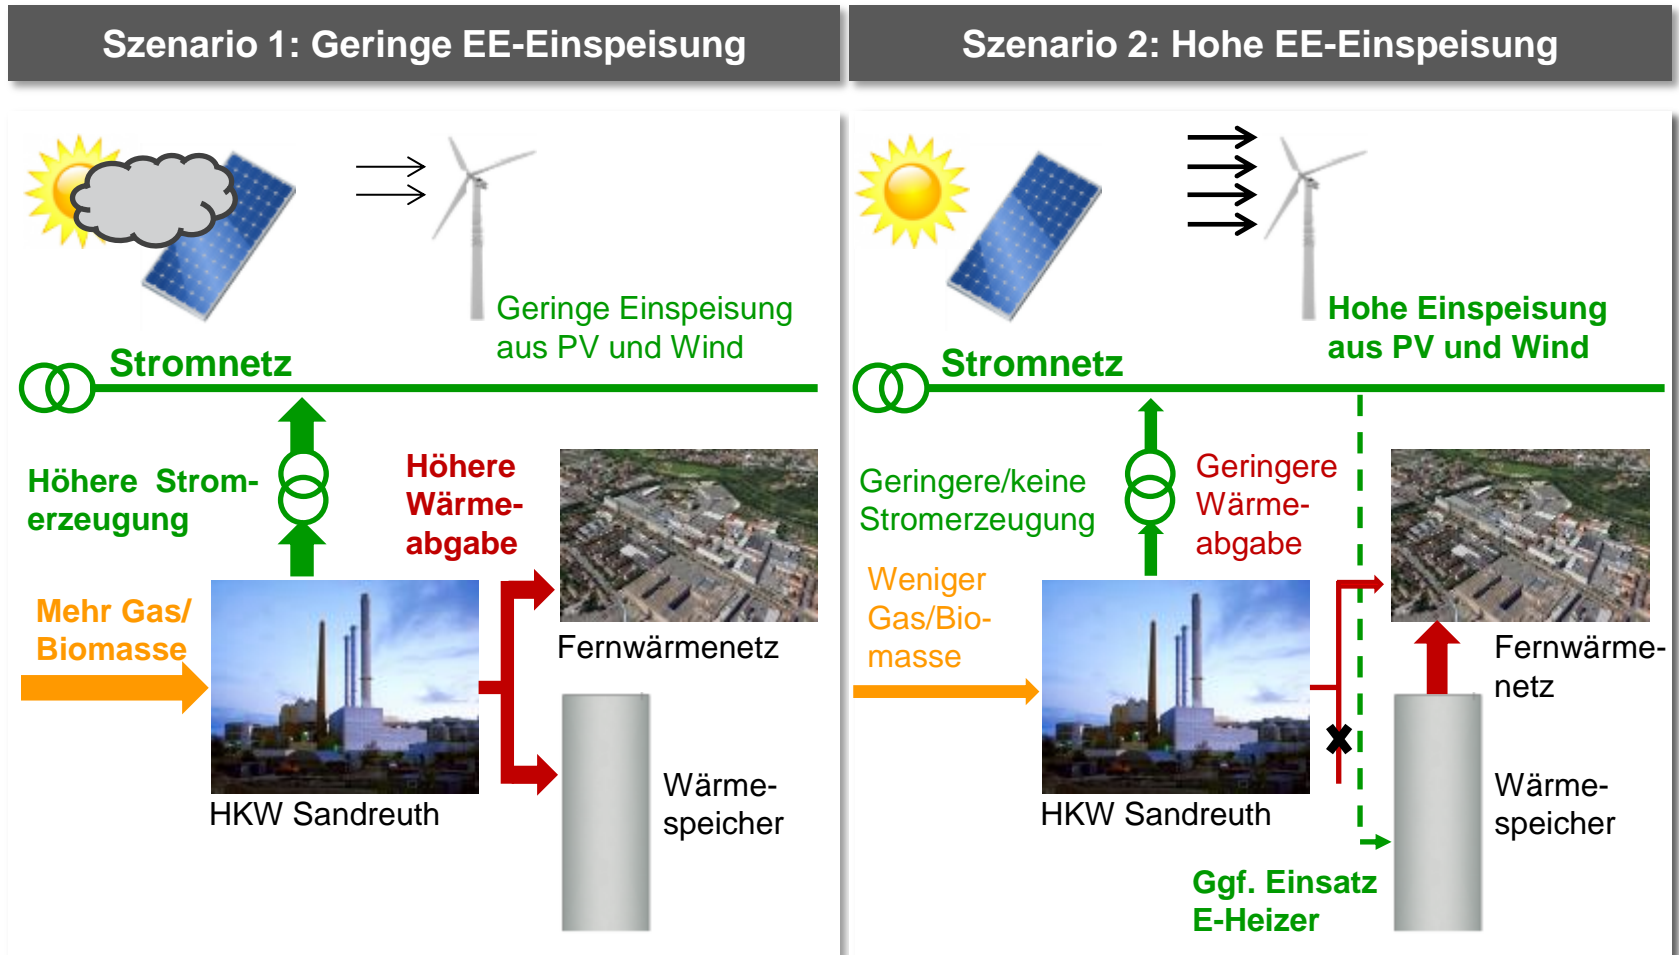 Szenario 1: Geringe EE-Einspeisung
Geringe Einspeisung
aus PV und Wind
Stromnetz
Höhere Strom-
erzeugung
Höhere
Wärme-
abgabe
Mehr Gas/
Biomasse
Fernwärmenetz
HKW Sandreuth
Wärme-
speicher
Szenario 2: Hohe EE-Einspeisung
Hohe Einspeisung
aus PV und Wind
Stromnetz
Geringere/keine
Stromerzeugung
Geringere
Wärme-
abgabe
Weniger
Gas/Bio-
masse
Fernwärme-
netz
HKW Sandreuth
Wärme-
speicher
Ggf. Einsatz
E-Heizer